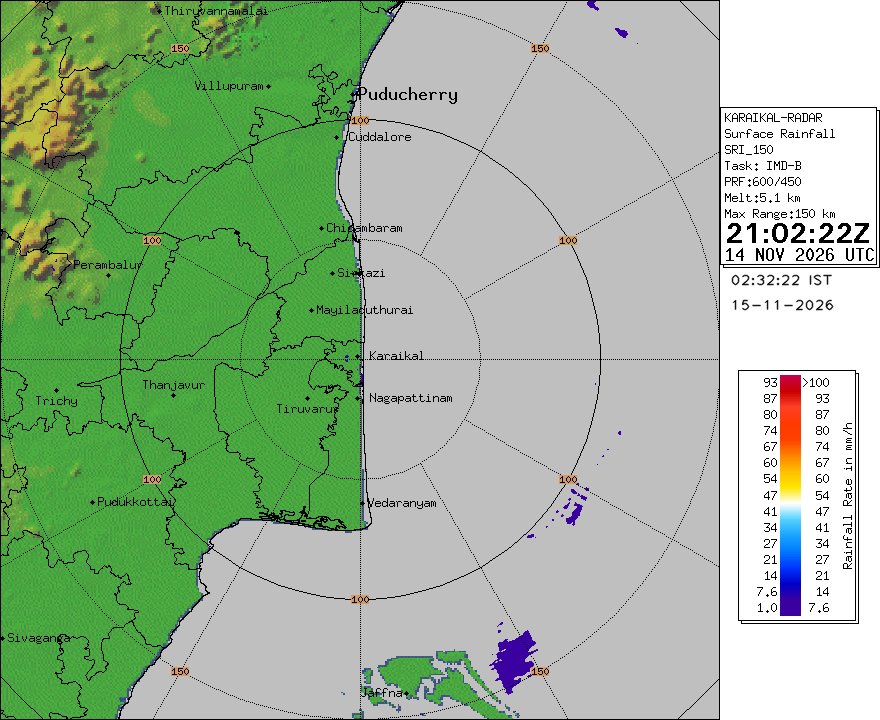 Thiruvannamalai
150
150
Villupuram
Puducherry
100
Cuddalore
Chidambaram
100
100
Perambalur
Sirkazi
Mayiladuthurai
Karaikal
Thanjavur
Trichy
Tiruvarur
Nagapattinam
100
100
Pudukkottai
Vedaranyam
100
Sivaganga
150
150
Jaffna
KARAIKAL-RADAR
Surface Rainfall
SRI_150
Task: IMD-B
PRF:600/450
Melt:5.1 km
Max Range:150 km
21:02:22Z
14 NOV 2026 UTC
02:32:22 IST
15-11-2026
93 >100
87 93
80 87
74 80
67 74
60 67
54 60
47 54
41 47
34 41
27 34
21 27
14 21
7.6 14
1.0 7.6
Rainfall Rate in mm/h